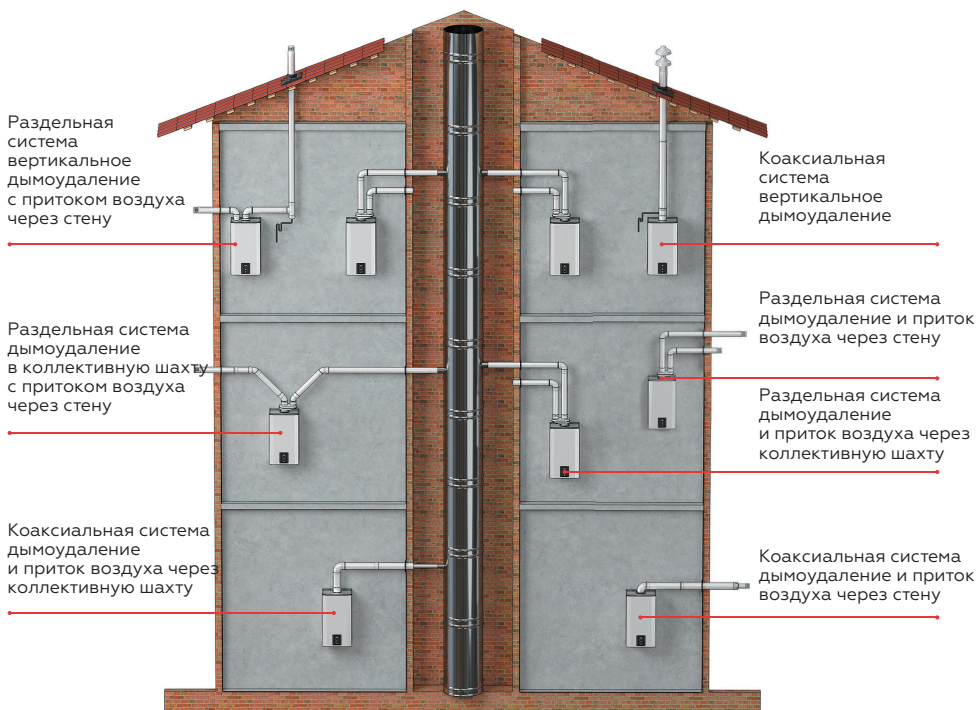 Раздельная
система
вертикальное
дымоудаление
с притоком воздуха
через стену
Раздельная система
дымоудаление
в коллективную шахту
с притоком воздуха
через стену
Коаксиальная система
дымоудаление
и приток воздуха через
коллективную шахту
Коаксиальная
система
вертикальное
дымоудаление
Раздельная система
дымоудаление и приток
воздуха через стену
Раздельная система
дымоудаление
и приток воздуха через
коллективную шахту
Коаксиальная система
дымоудаление и приток
воздуха через стену